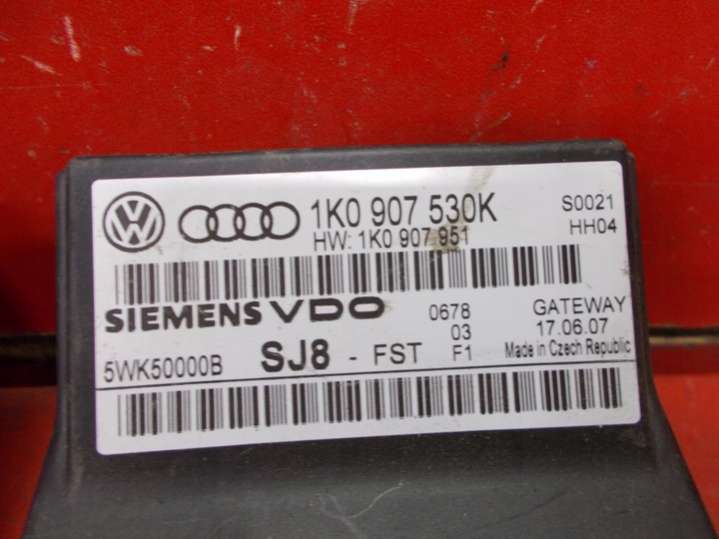 1K0 907 530K S0021
HW: 1K0 907 951 HH04
SIEMENS VDO 0678 GATEWAY
03 17.06.07
5WK50000B SJ8 - FST F1 Made in Czech Republic